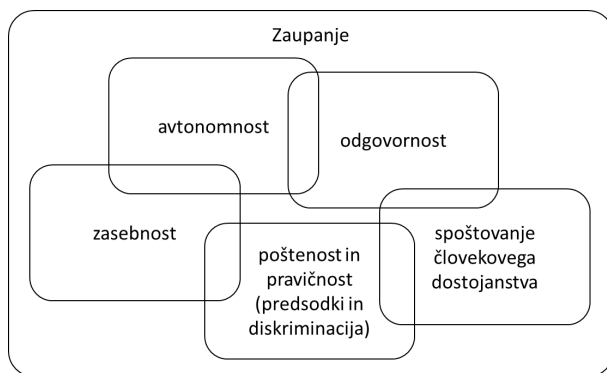 Zaupanje
avtonomnost
odgovornost
zasebnost
poštenost in
pravičnost
(predsodki in
diskriminacija)
spoštovanje
človekovega
dostojanstva